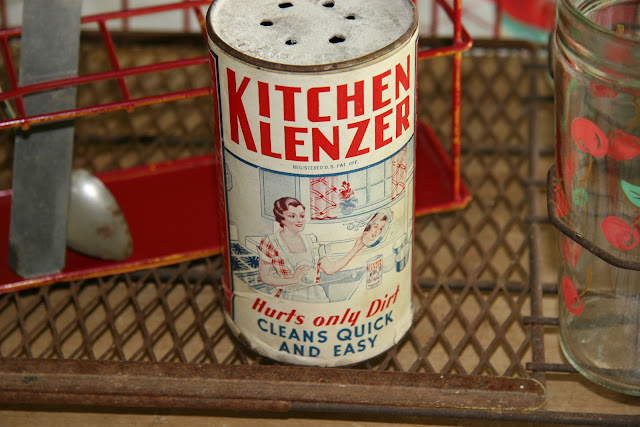 KITCHEN
KLENZER
REGISTERED U.S. PAT. OFF.
Hurts only Dirt
CLEANS QUICK
AND EASY